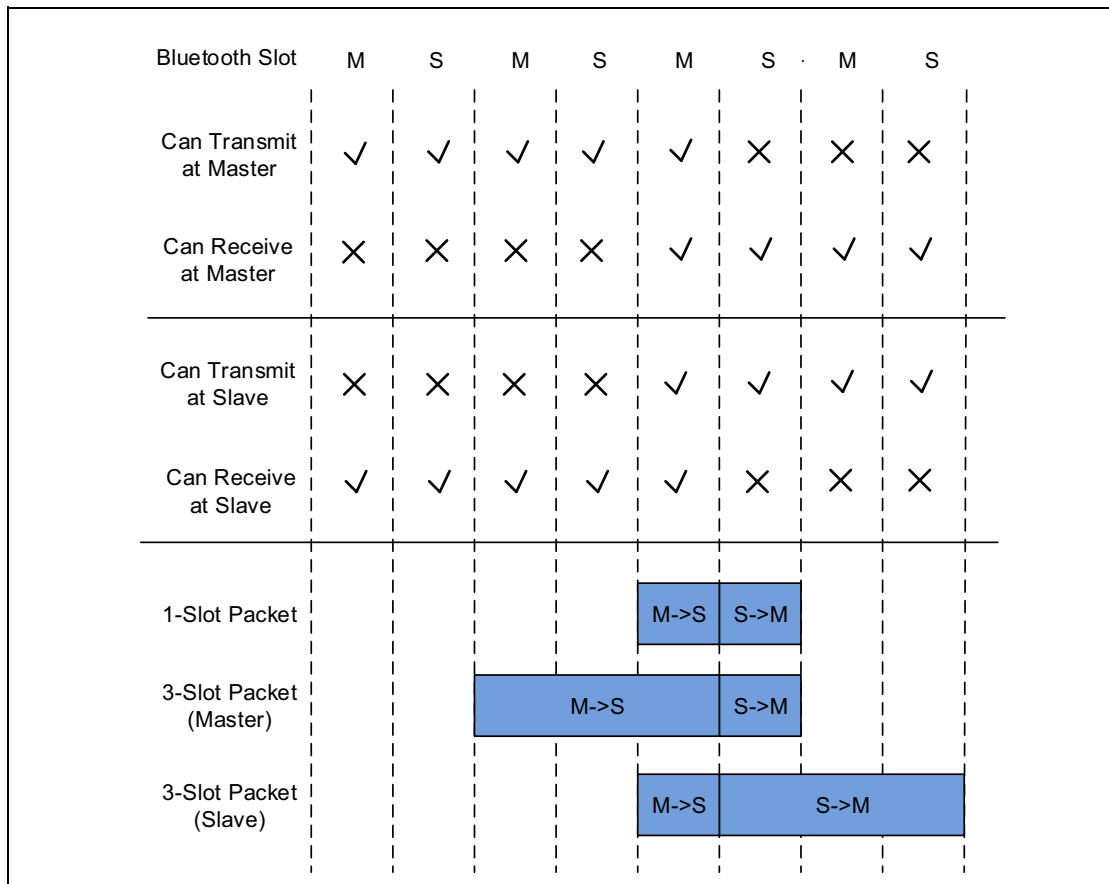 Bluetooth Slot M S M S M S . M S
Can Transmit
at Master
Can Receive
at Master
Can Transmit
at Slave
Can Receive
at Slave
1-Slot Packet M->S S->M
3-Slot Packet
(Master)
M->S S->M
3-Slot Packet
(Slave)
M->S S->M